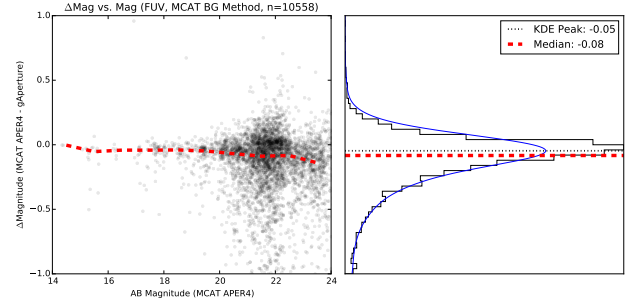 ΔMag vs. Mag (FUV, MCAT BG Method, n=10558)
ΔMagnitude (MCAT APER4 - gAperture)
1.0
0.5
0.0
−0.5
−1.0
14
16
18
20
22
24
AB Magnitude (MCAT APER4)
KDE Peak: -0.05
Median: -0.08